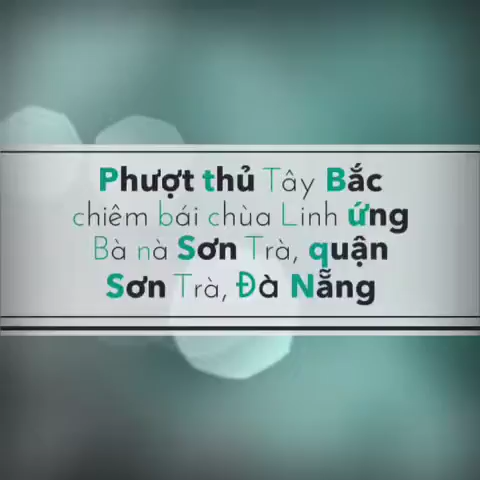 Phượt thủ Tây Bắc
chiêm bái chùa Linh ứng
Bà nà Sơn Trà, quận
Sơn Trà, Đà Nẵng